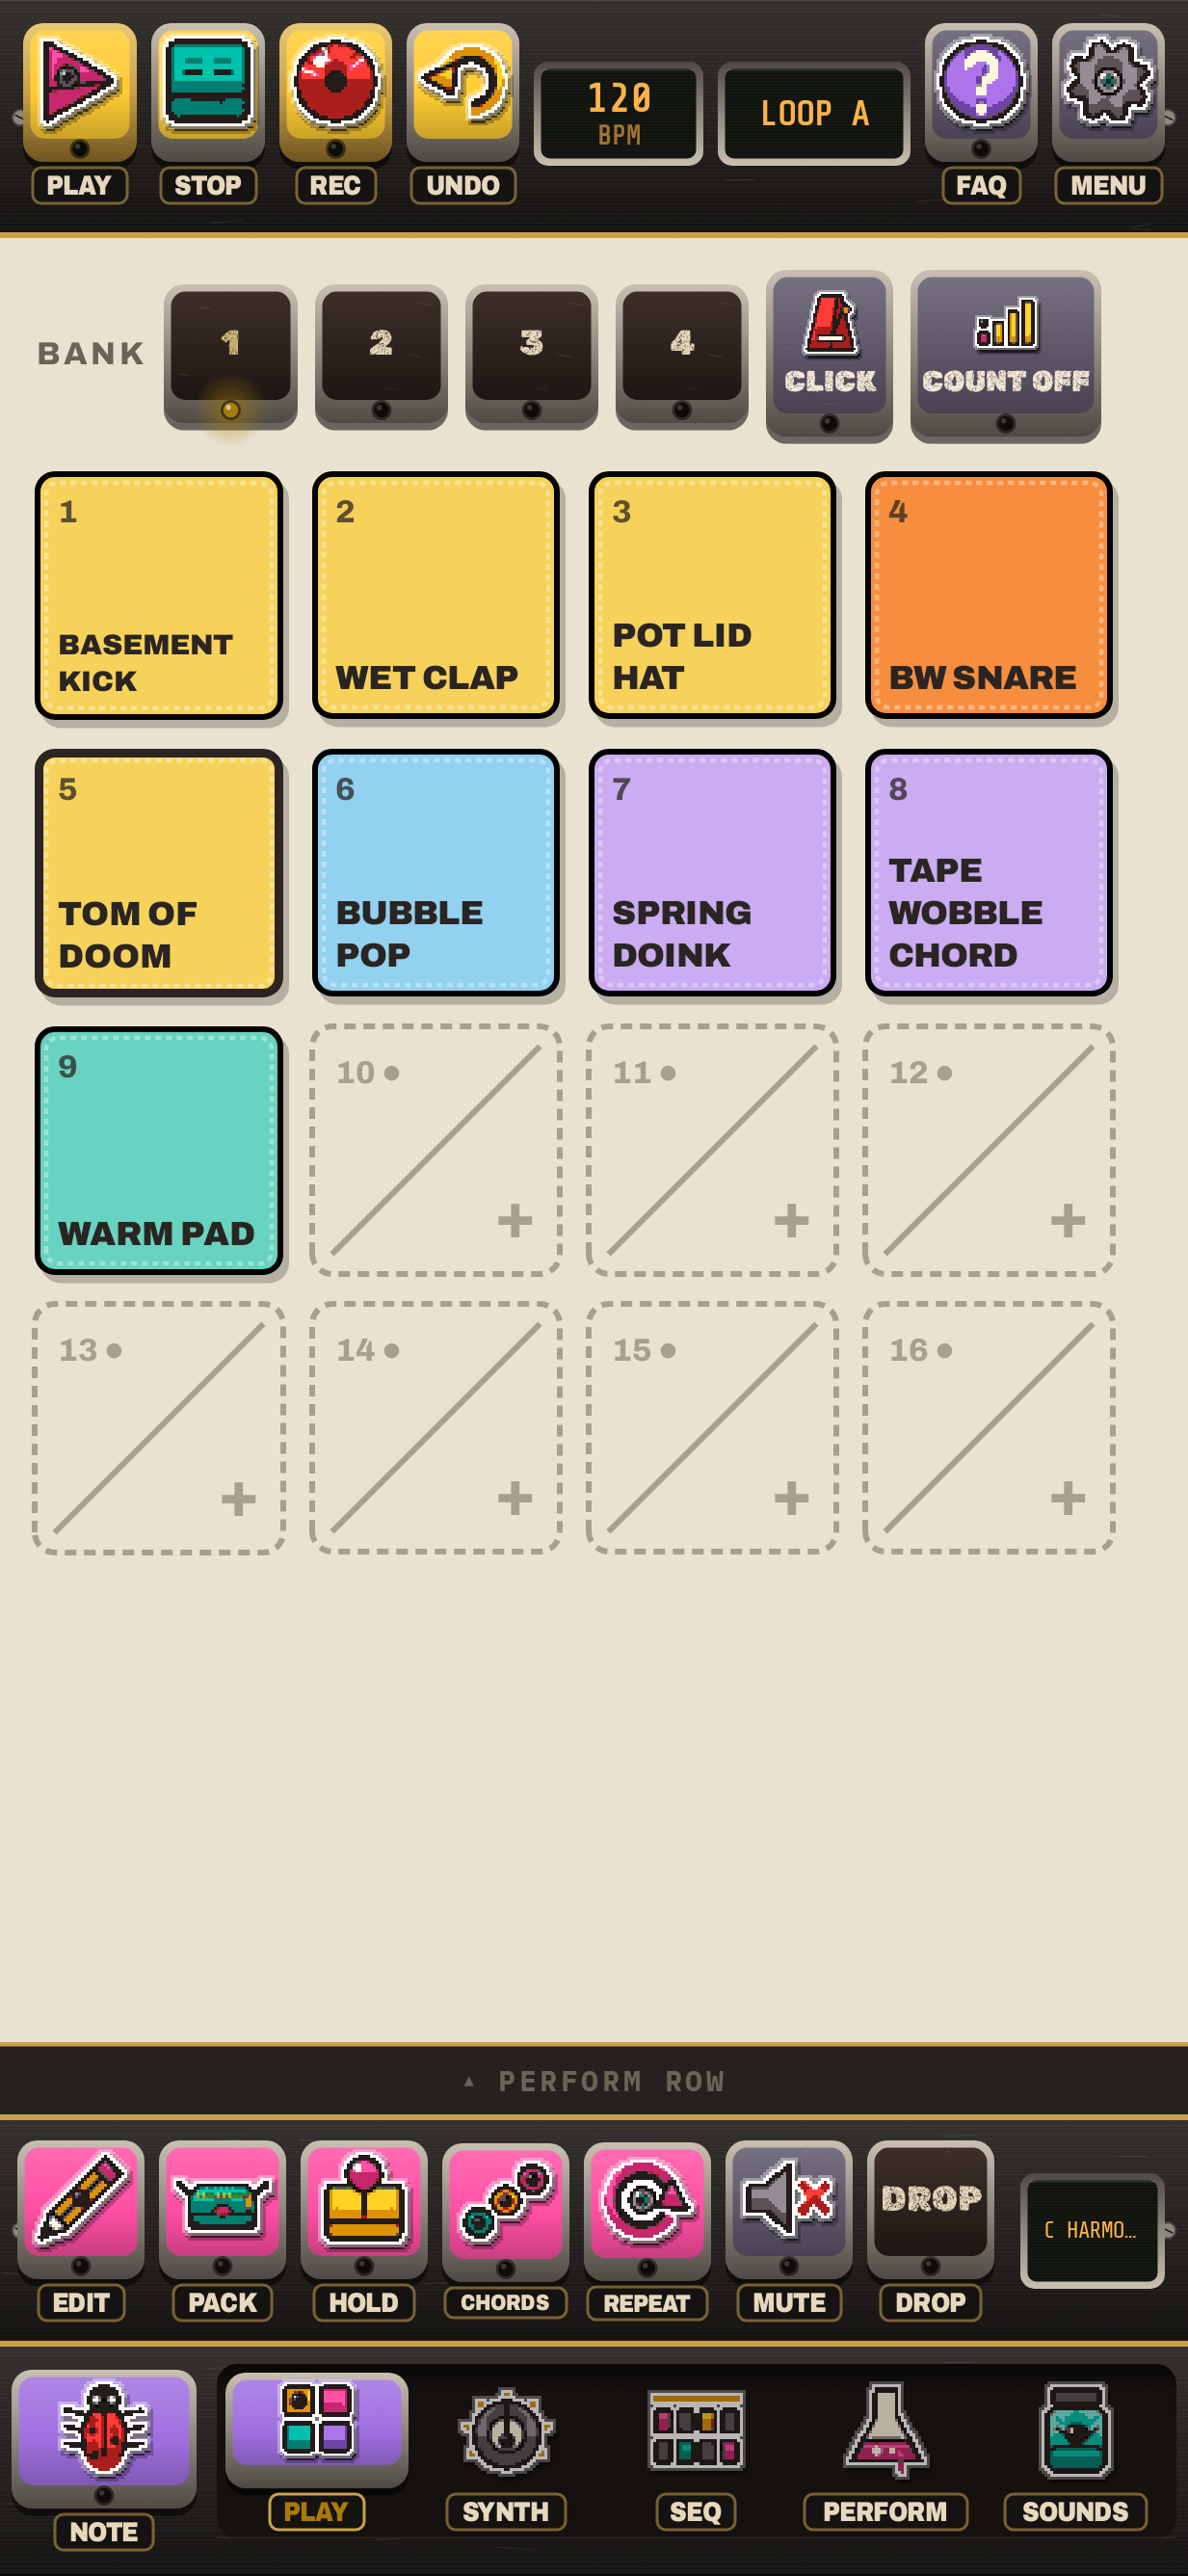 PLAY STOP REC UNDO 120 BPM LOOP A FAQ MENU
BANK 1 2 3 4 CLICK COUNT OFF
1 2 3 4
BASEMENT KICK
WET CLAP
POT LID HAT
BW SNARE
5 6 7 8
TOM OF DOOM
BUBBLE POP
SPRING DOINK
TAPE WOBBLE CHORD
9 10 11 12
WARM PAD
13 14 15 16
PERFORM ROW
DROP
C HARMO…
EDIT PACK HOLD CHORDS REPEAT MUTE DROP
NOTE PLAY SYNTH SEQ PERFORM SOUNDS